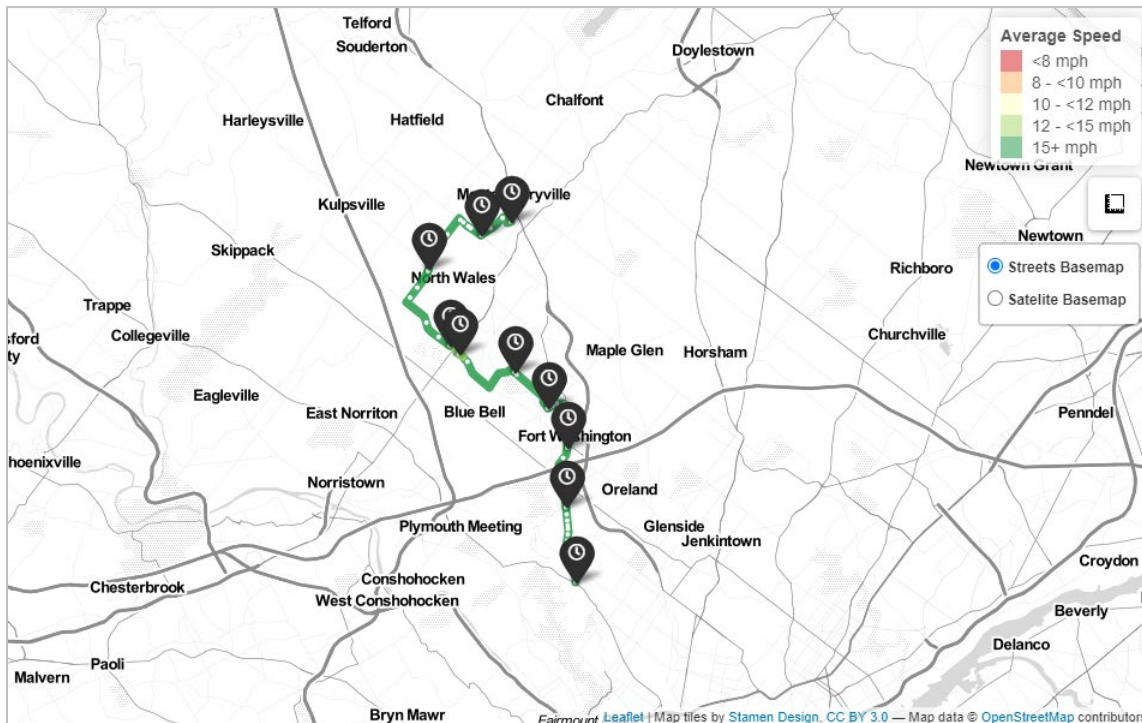 Telford
Souderton
Doylestown
Average Speed
<8 mph
8 - <10 mph
10 - <12 mph
12 - <15 mph
15+ mph
Chalfont
Harleysville
Hatfield
Newtown Grant
Kulpsville
Newtown
Skippack
Richboro
Streets Basemap
North Wales
Satelite Basemap
Trappe
Collegeville
Churchville
Maple Glen
Horsham
Eagleville
East Norriton
Blue Bell
Penndel
Fort Washington
Norristown
Oreland
Plymouth Meeting
Glenside
Jenkintown
Croydon
Chesterbrook
Conshohocken
West Conshohocken
Beverly
Delanco
Paoli
Malvern
Bryn Mawr
Fairmount
Leaflet | Map tiles by Stamen Design, CC BY 3.0 — Map data © OpenStreetMap contributo